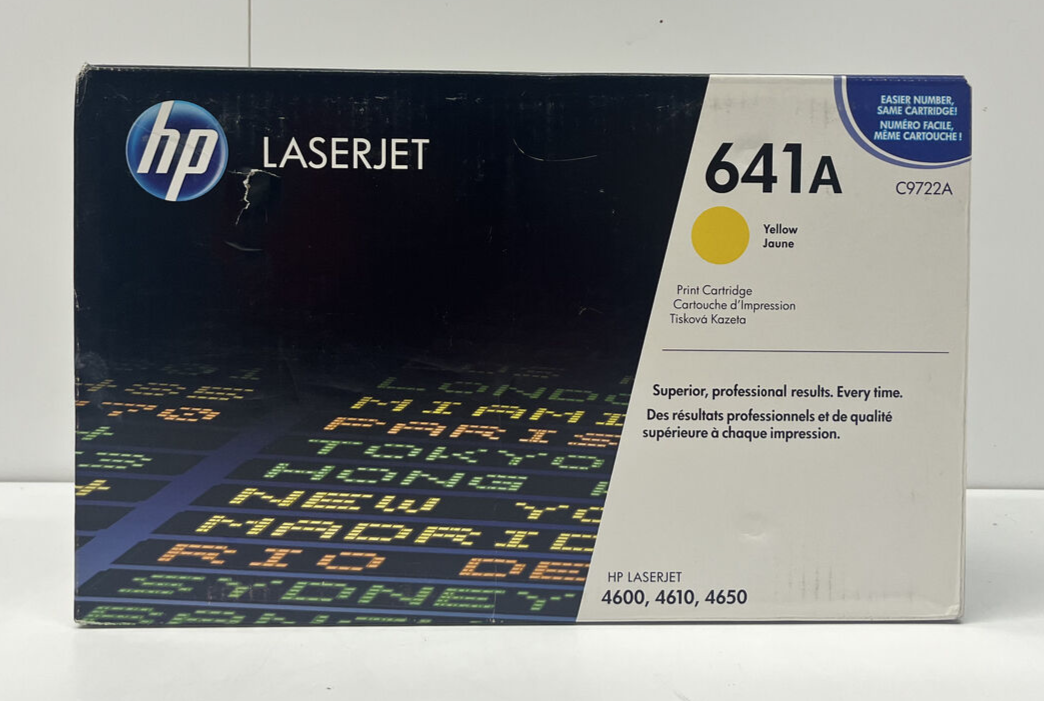 hp
LASERJET
641A
EASIER NUMBER,
SAME CARTRIDGE!
NUMÉRO FACILE,
MÊME CARTOUCHE !
C9722A
Yellow
Jaune
Print Cartridge
Cartouche d'Impression
Tisková Kazeta
Superior, professional results. Every time.
Des résultats professionnels et de qualité
supérieure à chaque impression.
MIAMI
PARIS
TOKYO
HONG
NEW YO
MADRID
RIO DE
SYDNEY
HP LASERJET
4600, 4610, 4650